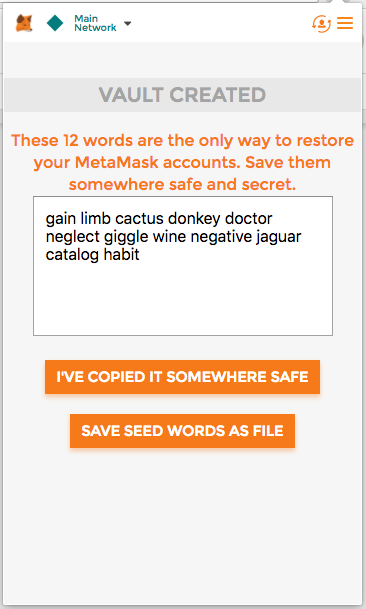 Main
Network
VAULT CREATED
These 12 words are the only way to restore
your MetaMask accounts. Save them
somewhere safe and secret.
gain limb cactus donkey doctor
neglect giggle wine negative jaguar
catalog habit
I'VE COPIED IT SOMEWHERE SAFE
SAVE SEED WORDS AS FILE